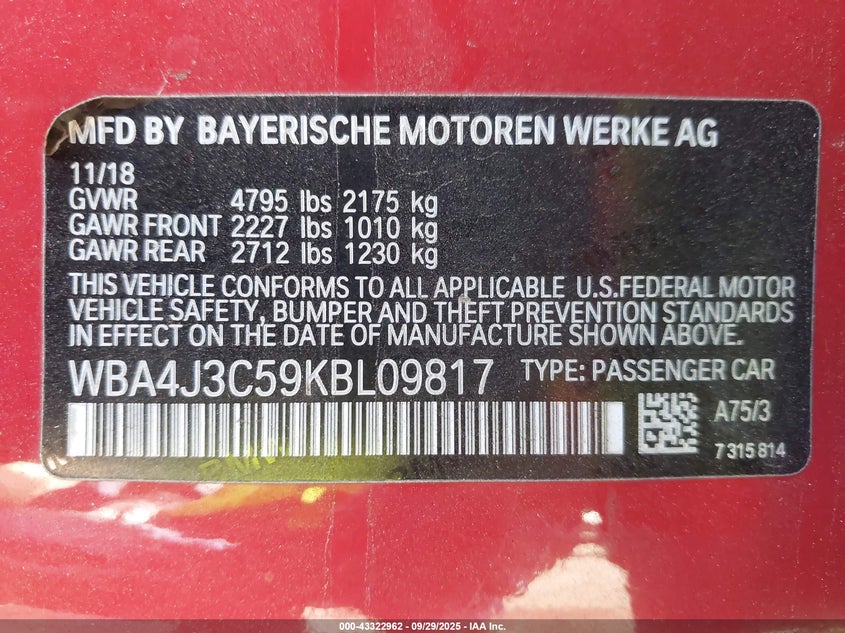 MFD BY BAYERISCHE MOTOREN WERKE AG
11/18
GVWR 4795 lbs 2175 kg
GAWR FRONT 2227 lbs 1010 kg
GAWR REAR 2712 lbs 1230 kg
THIS VEHICLE CONFORMS TO ALL APPLICABLE U.S.FEDERAL MOTOR
VEHICLE SAFETY, BUMPER AND THEFT PREVENTION STANDARDS
IN EFFECT ON THE DATE OF MANUFACTURE SHOWN ABOVE.
WBA4J3C59KBL09817 TYPE: PASSENGER CAR
A75/3
7315814
BMW
000-43322962 - 09/29/2025 - IAA Inc.